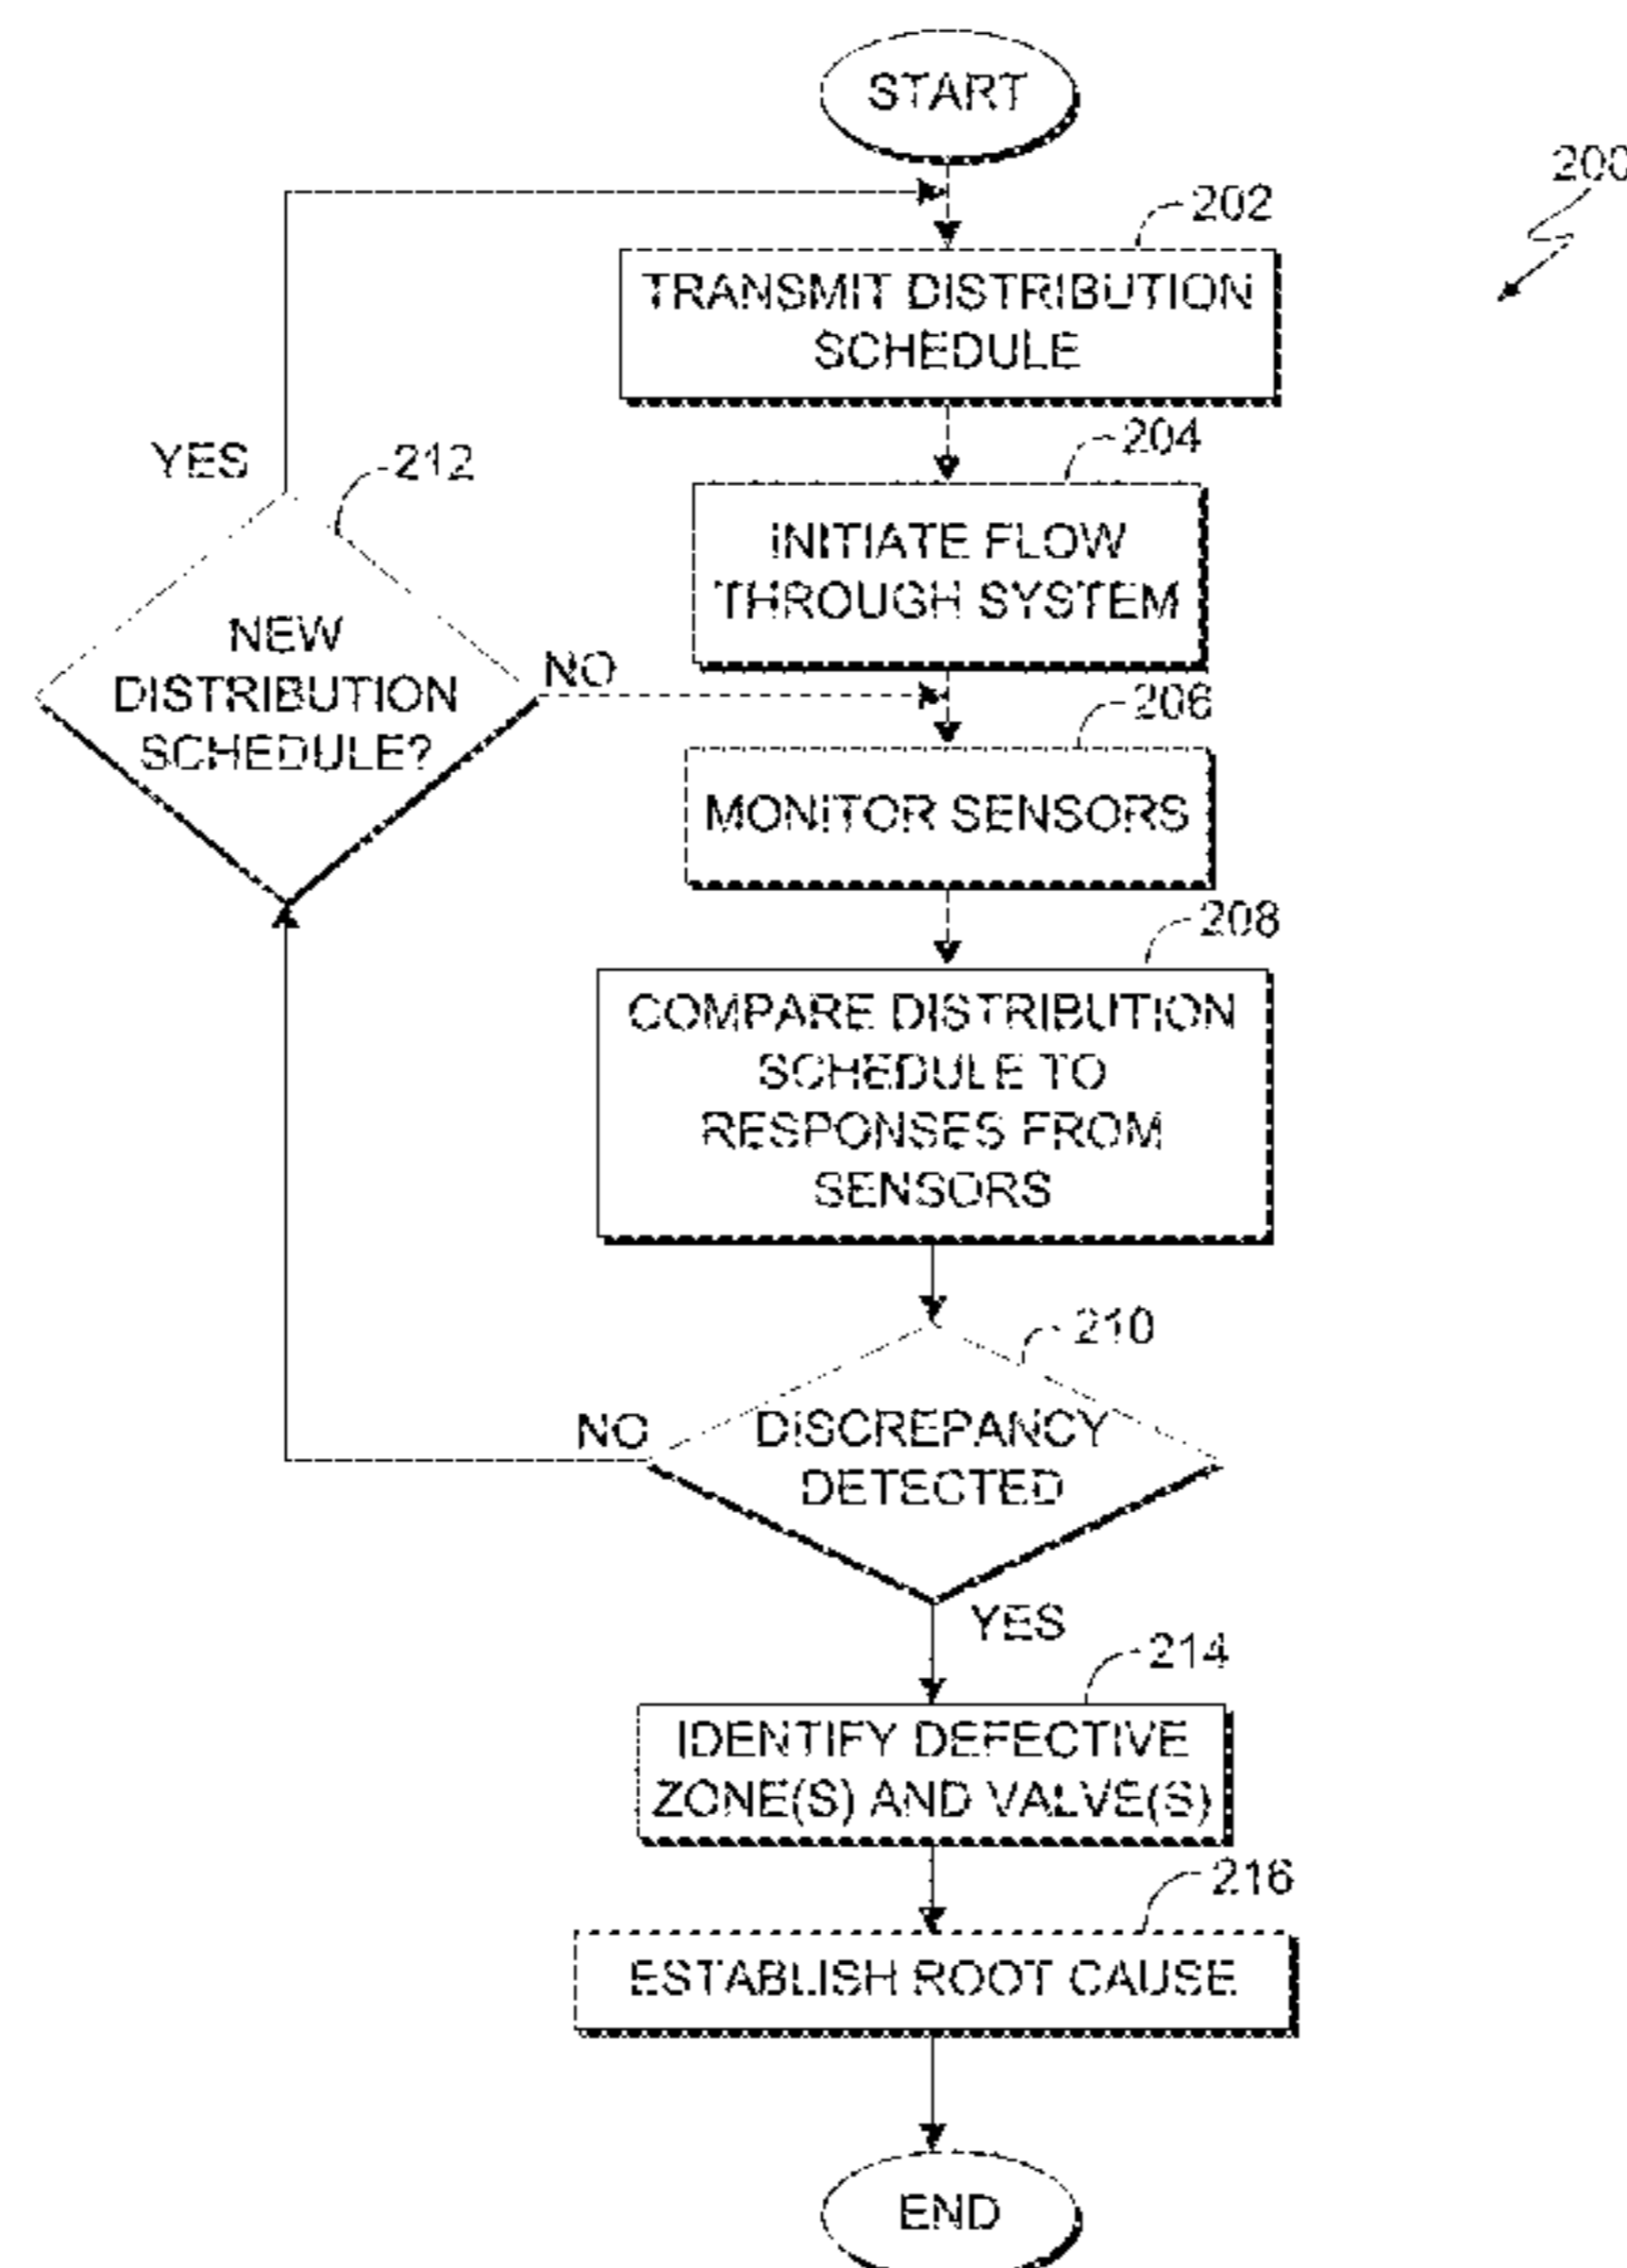 START
200
202
TRANSMIT DISTRIBUTION
SCHEDULE
204
INITIATE FLOW
THROUGH SYSTEM
YES
212
NEW
DISTRIBUTION
SCHEDULE?
NO
206
MONITOR SENSORS
208
COMPARE DISTRIBUTION
SCHEDULE TO
RESPONSES FROM
SENSORS
210
NO
DISCREPANCY
DETECTED
YES
214
IDENTIFY DEFECTIVE
ZONE(S) AND VALVE(S)
216
ESTABLISH ROOT CAUSE
END